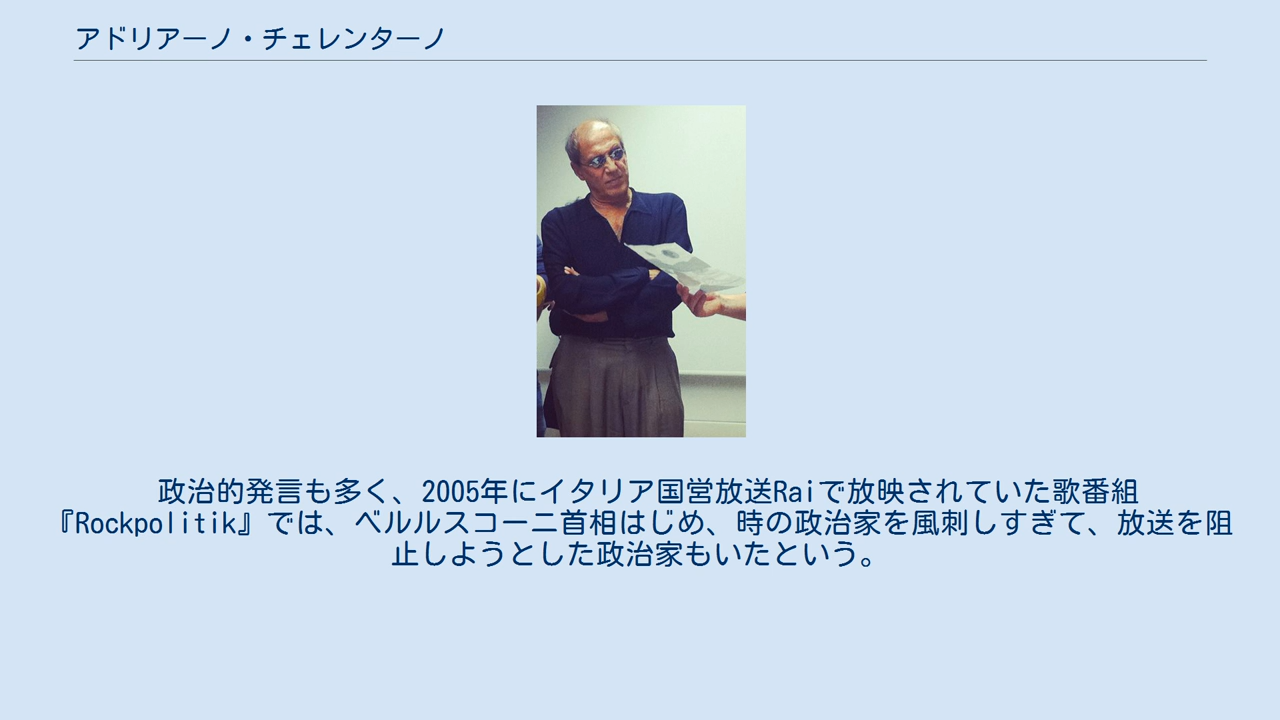 アドリアーノ・チェレンターノ
政治的発言も多く、2005年にイタリア国営放送Raiで放映されていた歌番組
『Rockpolitik』では、ベルルスコーニ首相はじめ、時の政治家を風刺しすぎて、放送を阻
止しようとした政治家もいたという。